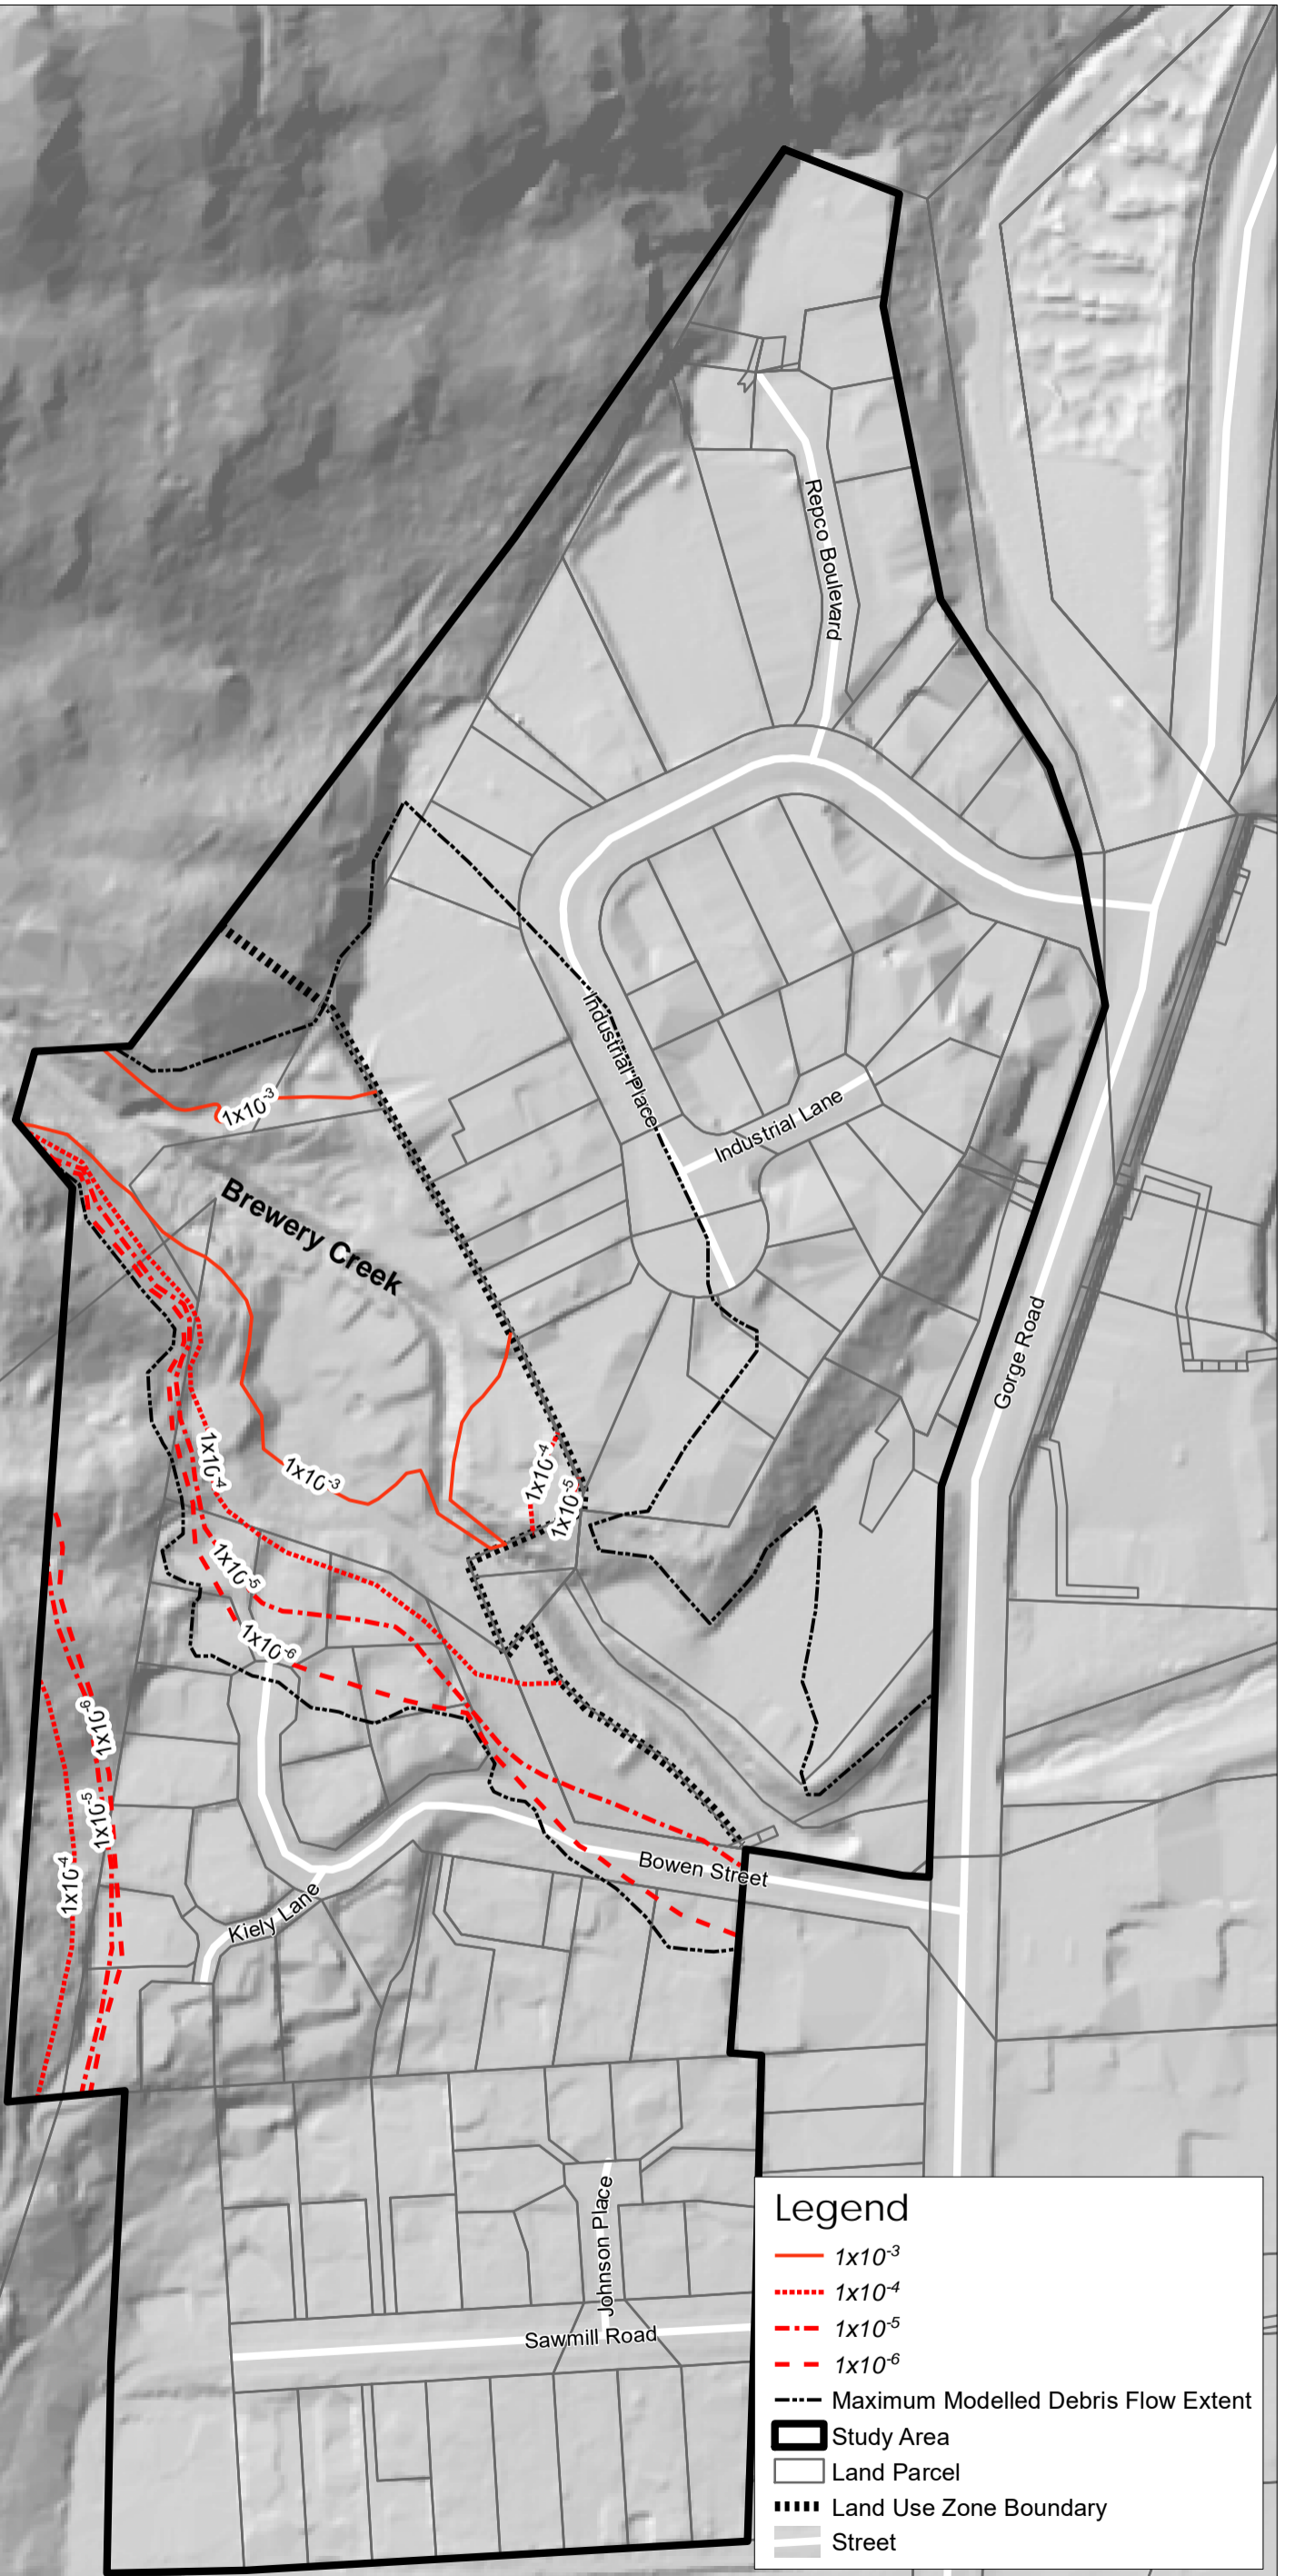 Repco Boulevard
Industrial Place
Industrial Lane
1x10-3
Brewery Creek
Gorge Road
1x10-4
1x10-3
1x10-4
1x10-5
1x10-5
1x10-6
1x10-6
1x10-5
1x10-4
Bowen Street
Kiely Lane
Johnson Place
Sawmill Road
Legend
1x10-3
1x10-4
1x10-5
1x10-6
Maximum Modelled Debris Flow Extent
Study Area
Land Parcel
Land Use Zone Boundary
Street